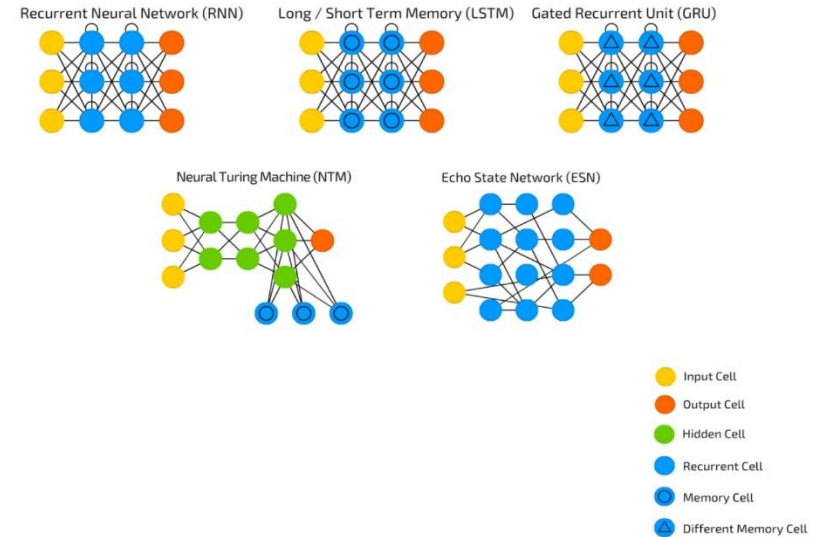 Recurrent Neural Network (RNN)
Long / Short Term Memory (LSTM)
Gated Recurrent Unit (GRU)
Neural Turing Machine (NTM)
Echo State Network (ESN)
Input Cell
Output Cell
Hidden Cell
Recurrent Cell
Memory Cell
Different Memory Cell